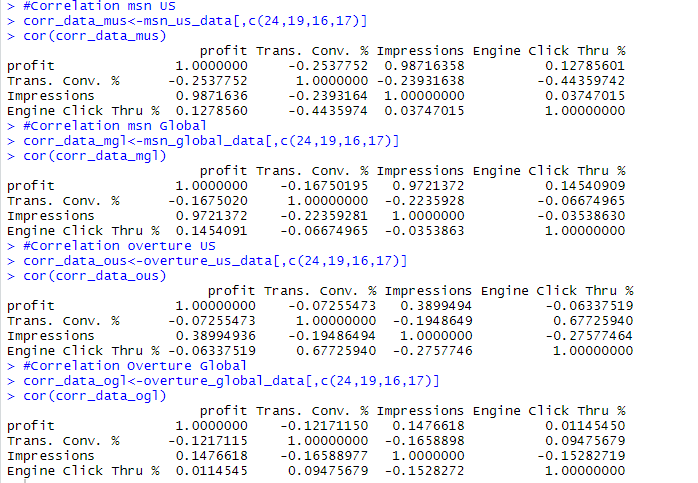 > #Correlation msn US
> corr_data_mus<-msn_us_data[,c(24,19,16,17)]
> cor(corr_data_mus)
profit Trans. Conv. % Impressions Engine Click Thru %
profit 1.0000000 -0.2537752 0.98716358 0.12785601
Trans. Conv. % -0.2537752 1.0000000 -0.23931638 -0.44359742
Impressions 0.9871636 -0.2393164 1.00000000 0.03747015
Engine Click Thru % 0.1278560 -0.4435974 0.03747015 1.00000000
> #Correlation msn Global
> corr_data_mgl<-msn_global_data[,c(24,19,16,17)]
> cor(corr_data_mgl)
profit Trans. Conv. % Impressions Engine Click Thru %
profit 1.0000000 -0.16750195 0.9721372 0.14540909
Trans. Conv. % -0.1675020 1.00000000 -0.2235928 -0.06674965
Impressions 0.9721372 -0.22359281 1.0000000 -0.03538630
Engine Click Thru % 0.1454091 -0.06674965 -0.0353863 1.00000000
> #Correlation overture US
> corr_data_ous<-overture_us_data[,c(24,19,16,17)]
> cor(corr_data_ous)
profit Trans. Conv. % Impressions Engine Click Thru %
profit 1.00000000 -0.07255473 0.3899494 -0.06337519
Trans. Conv. % -0.07255473 1.00000000 -0.1948649 0.67725940
Impressions 0.38994936 -0.19486494 1.0000000 -0.27577464
Engine Click Thru % -0.06337519 0.67725940 -0.2757746 1.00000000
> #Correlation Overture Global
> corr_data_ogl<-overture_global_data[,c(24,19,16,17)]
> cor(corr_data_ogl)
profit Trans. Conv. % Impressions Engine Click Thru %
profit 1.0000000 -0.12171150 0.1476618 0.01145450
Trans. Conv. % -0.1217115 1.00000000 -0.1658898 0.09475679
Impressions 0.1476618 -0.16588977 1.0000000 -0.15282719
Engine Click Thru % 0.0114545 0.09475679 -0.1528272 1.00000000